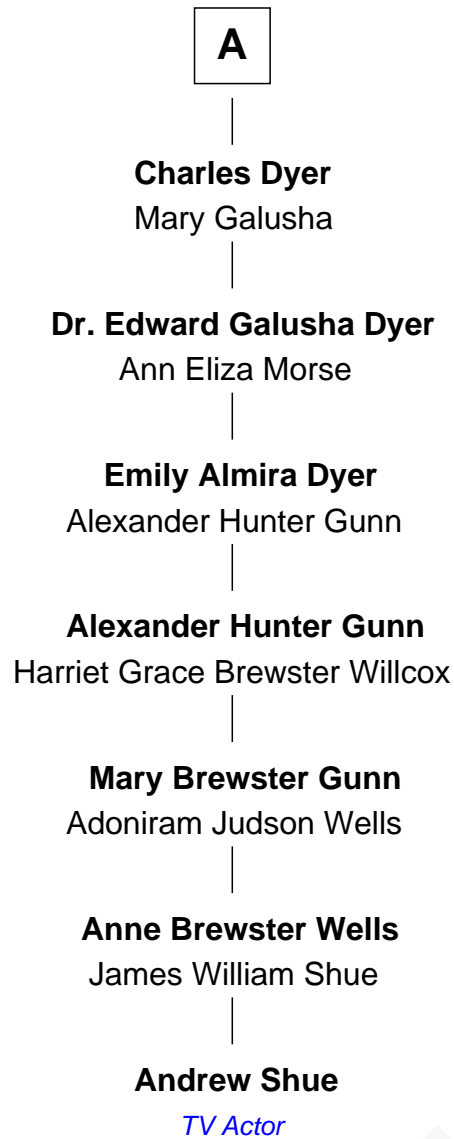 A
Charles Dyer
Mary Galusha
Dr. Edward Galusha Dyer
Ann Eliza Morse
Emily Almira Dyer
Alexander Hunter Gunn
Alexander Hunter Gunn
Harriet Grace Brewster Willcox
Mary Brewster Gunn
Adoniram Judson Wells
Anne Brewster Wells
James William Shue
Andrew Shue
TV Actor